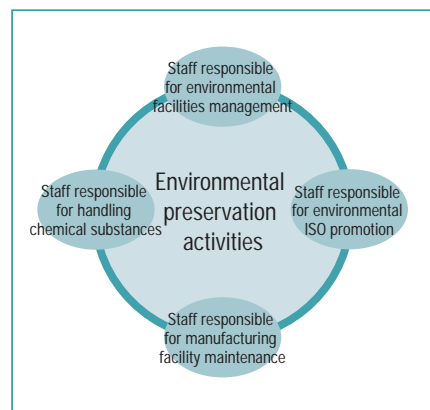 Staff responsible
for environmental
facilities management
Staff responsible
for handling
chemical substances
Environmental
preservation
activities
Staff responsible
for environmental
ISO promotion
Staff responsible
for manufacturing
facility maintenance